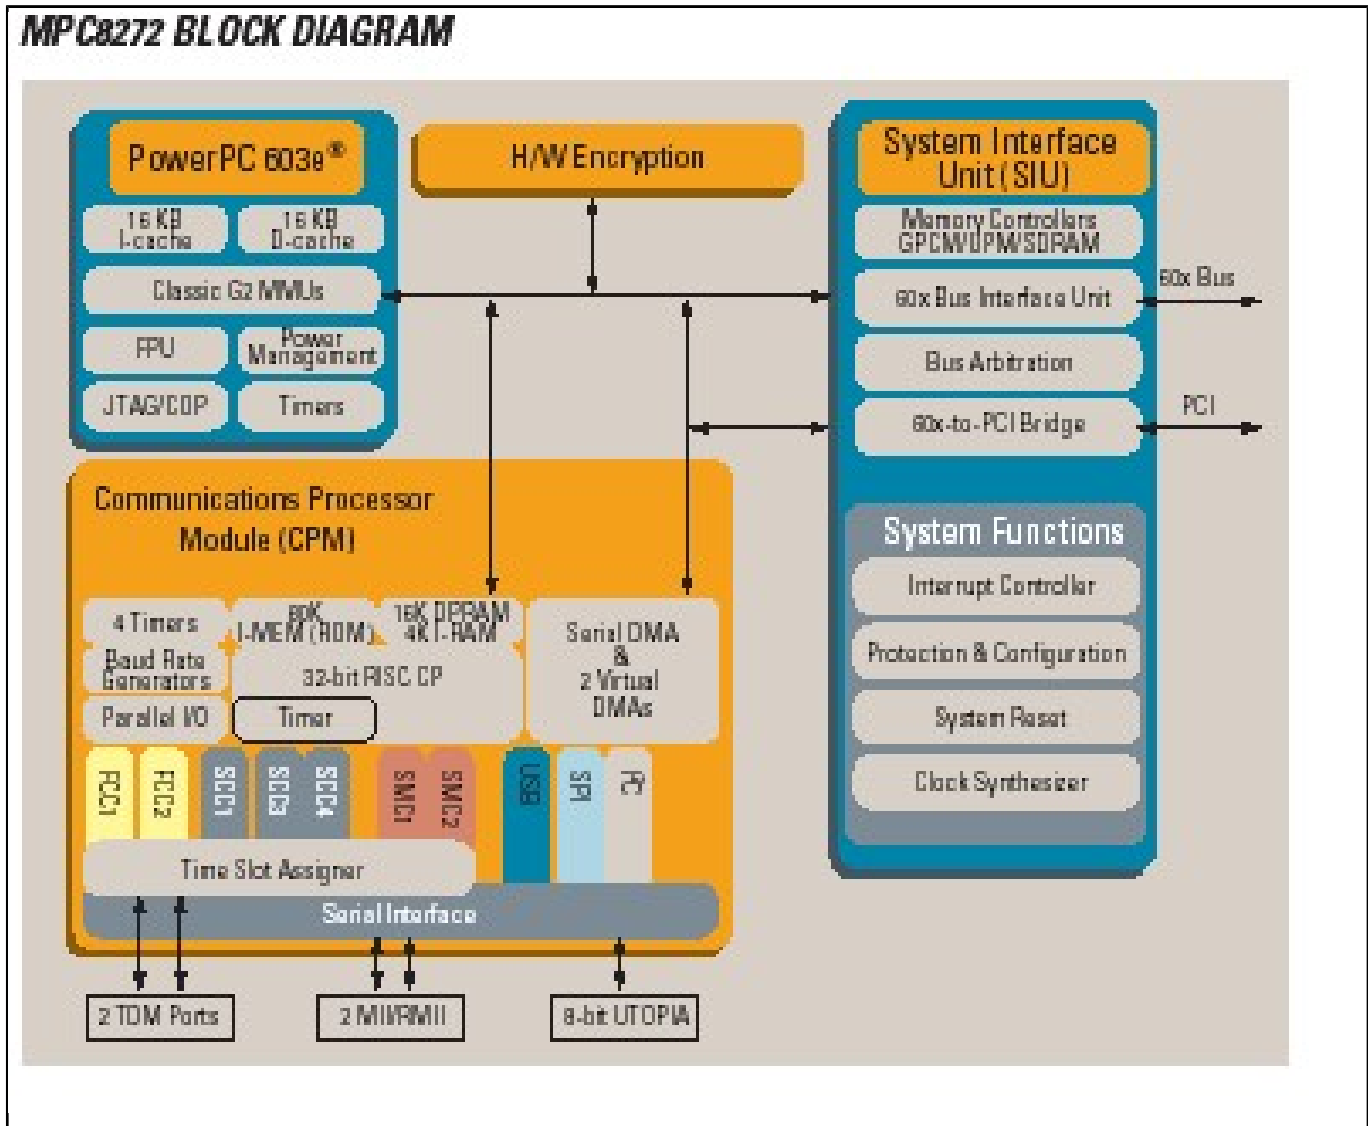 MPC8272 BLOCK DIAGRAM
PowerPC 603e®
16 KB
I-cache
16 KB
D-cache
Classic G2 MMUs
FPU
Power
Management
JTAG/COP
Timers
H/W Encryption
System Interface
Unit (SIU)
Memory Controllers
GPCM/UPM/SDRAM
60x Bus Interface Unit
Bus Arbitration
60x-to-PCI Bridge
60x Bus
PCI
System Functions
Interrupt Controller
Protection & Configuration
System Reset
Clock Synthesizer
Communications Processor
Module (CPM)
4 Timers
Baud Rate
Generators
Parallel I/O
I-MEM (ROM)
16K DPRAM
4K I-RAM
32-bit RISC CP
Timer
Serial DMA
&
2 Virtual
DMAs
FCC1
FCC2
SCC1
SCC3
SCC4
SMC1
SMC2
USB
SPI
I²C
Time Slot Assigner
Serial Interface
2 TDM Ports
2 MII/RMII
8-bit UTOPIA